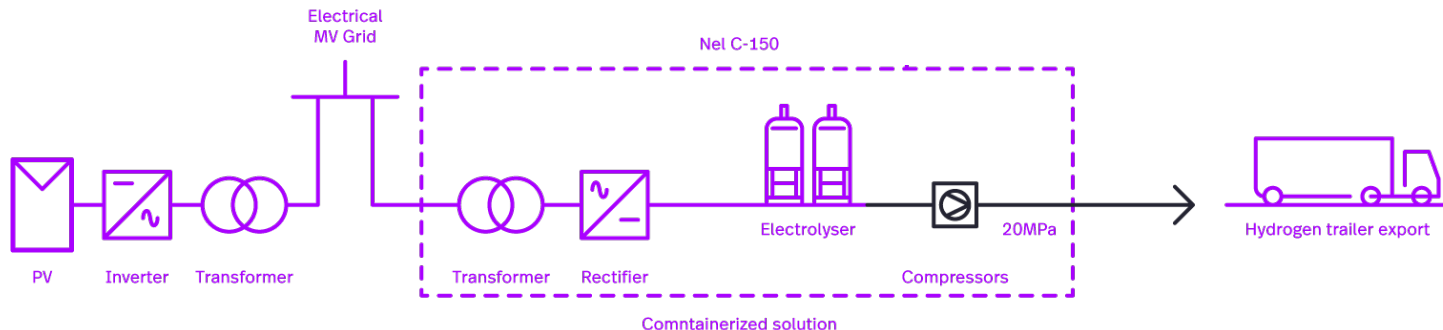 Electrical
MV Grid
Nel C-150
Electrolyser
20MPa
Hydrogen trailer export
PV
Inverter
Transformer
Transformer
Rectifier
Compressors
Comntainerized solution